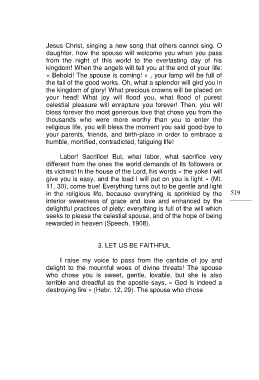 Jesus Christ, singing a new song that others cannot sing. O
daughter, how the spouse will welcome you when you pass
from the night of this world to the everlasting day of his
kingdom! When the angels will tell you at the end of your life:
« Behold! The spouse is coming! » , your lamp will be full of
the tail of the good works. Oh, what a splendor will gird you in
the kingdom of glory! What precious crowns will be placed on
your head! What joy will flood you, what flood of purest
celestial pleasure will enrapture you forever! Then, you will
bless forever the most generous love that chose you from the
thousands who were more worthy than you to enter the
religious life, you will bless the moment you said good-bye to
your parents, friends, and birth-place in order to embrace a
humble, mortified, contradicted, fatiguing life!
Labor! Sacrifice! But, what labor, what sacrifice very
different from the ones the world demands of its followers or
its victims! In the house of the Lord, his words « the yoke I will
give you is easy, and the load I will put on you is light » (Mt.
11, 30), come true! Everything turns out to be gentle and light
in the religious life, because everything is sprinkled by the
interior sweetness of grace and love and enhanced by the
delightful practices of piety; everything is full of the will which
seeks to please the celestial spouse, and of the hope of being
rewarded in heaven (Speech, 1908).
519
3. LET US BE FAITHFUL
I raise my voice to pass from the canticle of joy and
delight to the mournful woes of divine threats! The spouse
who chose you is sweet, gentle, lovable, but she is also
terrible and dreadful as the apostle says, « God is indeed a
destroying fire » (Hebr. 12, 29). The spouse who chose